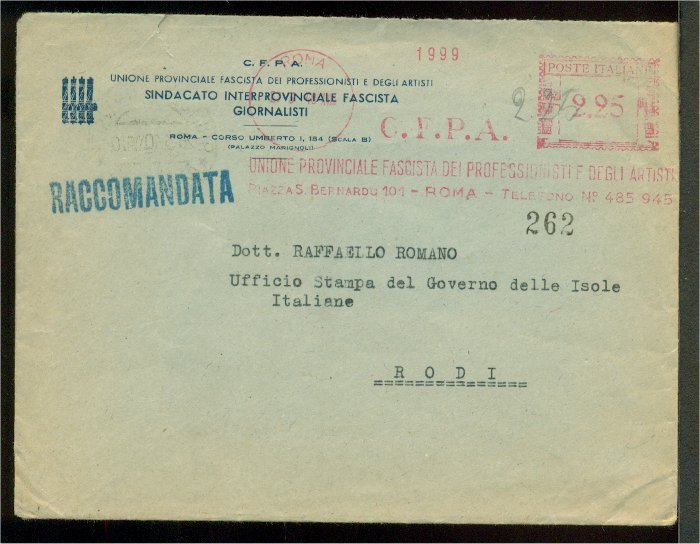 C. F. P. A.
UNIONE PROVINCIALE FASCISTA DEI PROFESSIONISTI E DEGLI ARTISTI
SINDACATO INTERPROVINCIALE FASCISTA
GIORNALISTI
ROMA - CORSO UMBERTO I, 184 (SCALA B)
(PALAZZO MARIGNOLI)
ROMA
1999
POSTE ITALIANE
2.25
C.F.P.A.
UNIONE PROVINCIALE FASCISTA DEI PROFESSIONISTI E DEGLI ARTISTI
PIAZZA S. BERNARDO 101 - ROMA - TELEFONO Nº 485 945
RACCOMANDATA
262
Dott. RAFFAELLO ROMANO
Ufficio Stampa del Governo delle Isole
Italiane
R O D I